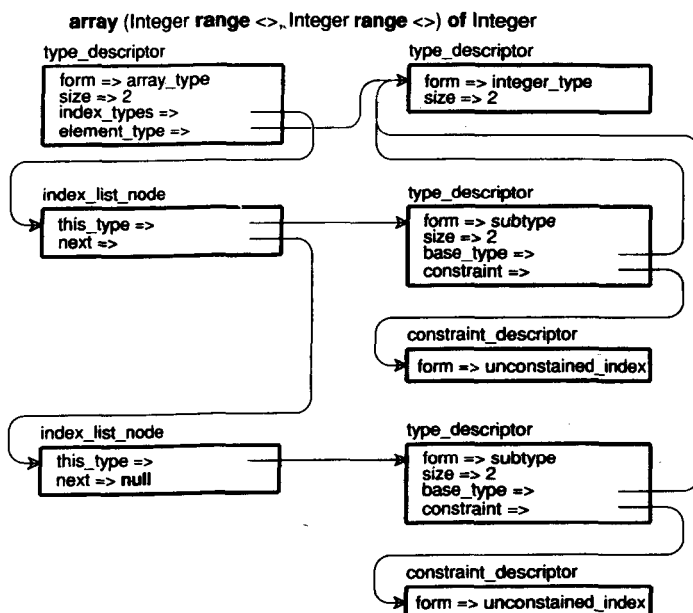 array (Integer range <>, Integer range <>) of Integer
type_descriptor
form => array_type
size => 2
index_types =>
element_type =>
type_descriptor
form => integer_type
size => 2
index_list_node
this_type =>
next =>
type_descriptor
form => subtype
size => 2
base_type =>
constraint =>
constraint_descriptor
form => unconstained_index
index_list_node
this_type =>
next => null
type_descriptor
form => subtype
size => 2
base_type =>
constraint =>
constraint_descriptor
form => unconstained_index